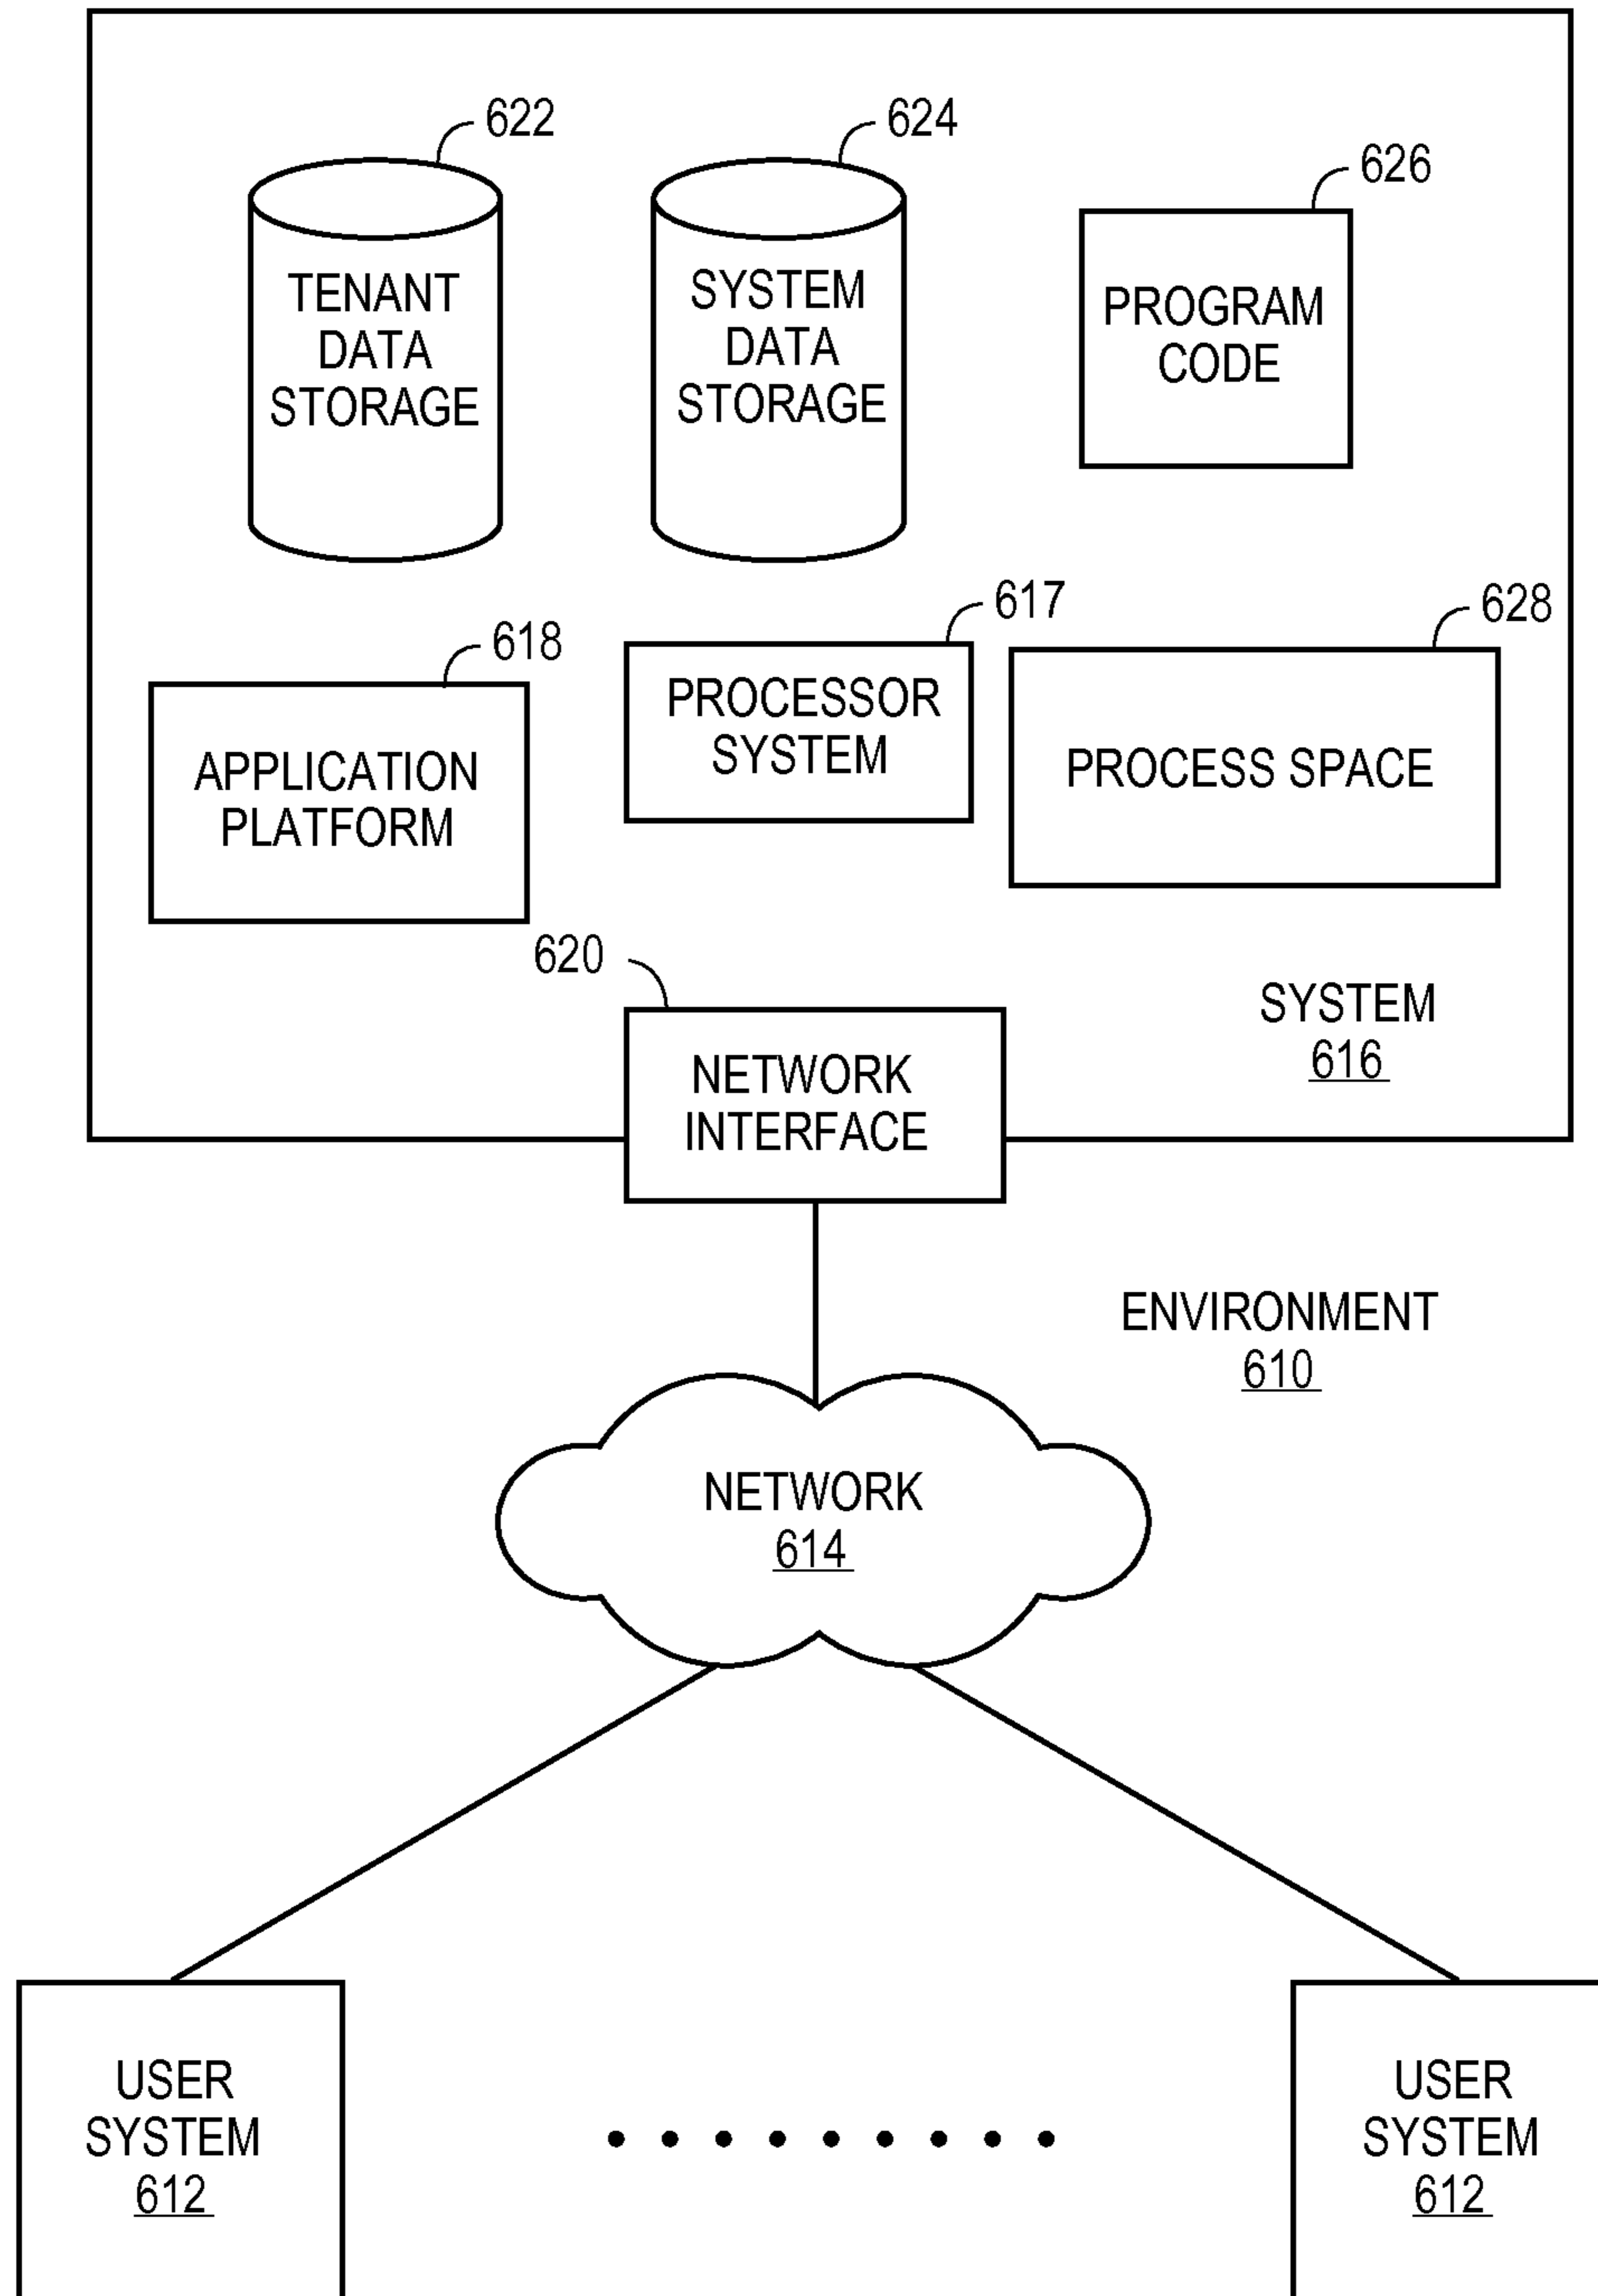 622
624
626
TENANT
DATA
STORAGE
SYSTEM
DATA
STORAGE
PROGRAM
CODE
618
617
628
APPLICATION
PLATFORM
PROCESSOR
SYSTEM
PROCESS SPACE
620
NETWORK
INTERFACE
SYSTEM
616
ENVIRONMENT
610
NETWORK
614
USER
SYSTEM
612
USER
SYSTEM
612